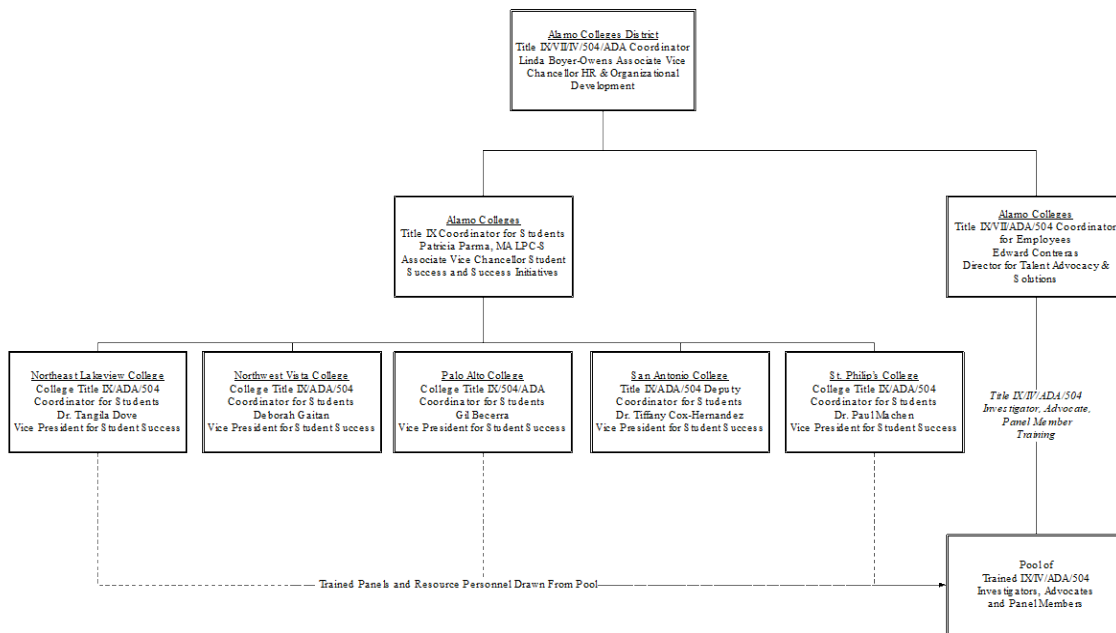 Alamo Colleges District
Title IX/VII/IV/504/ADA Coordinator
Linda Boyer-Owens Associate Vice
Chancellor HR & Organizational
Development
Alamo Colleges
Title IX Coordinator for Students
Patricia Parma, MA LPC-S
Associate Vice Chancellor Student
Success and Success Initiatives
Alamo Colleges
Title IX/VII/ADA/504 Coordinator
for Employees
Edward Contreras
Director for Talent Advocacy &
Solutions
Northeast Lakeview College
College Title IX/ADA/504
Coordinator for Students
Dr. Tangila Dove
Vice President for Student Success
Northwest Vista College
College Title IX/ADA/504
Coordinator for Students
Deborah Gaitan
Vice President for Student Success
Palo Alto College
College Title IX/504/ADA
Coordinator for Students
Gil Becerra
Vice President for Student Success
San Antonio College
Title IX/ADA/504 Deputy
Coordinator for Students
Dr. Tiffany Cox-Hernandez
Vice President for Student Success
St. Philip's College
College Title IX/ADA/504
Coordinator for Students
Dr. Paul Machen
Vice President for Student Success
Title IX/IV/ADA/504
Investigator, Advocate,
Panel Member
Training
Trained Panels and Resource Personnel Drawn From Pool
Pool of
Trained IX/IV/ADA/504
Investigators, Advocates
and Panel Members